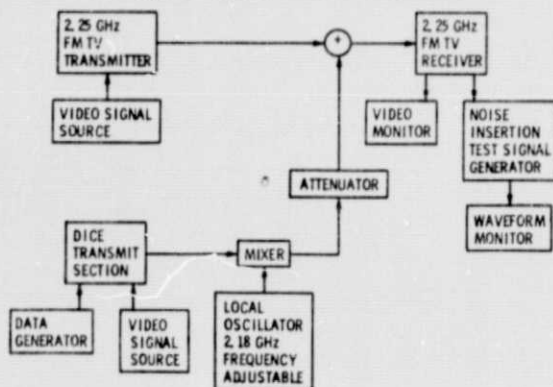 2.25 GHz
FM TV
TRANSMITTER
+
2.25 GHz
FM TV
RECEIVER
VIDEO SIGNAL
SOURCE
VIDEO
MONITOR
NOISE
INSERTION
TEST SIGNAL
GENERATOR
ATTENUATOR
WAVEFORM
MONITOR
DICE
TRANSMIT
SECTION
MIXER
DATA
GENERATOR
VIDEO
SIGNAL
SOURCE
LOCAL
OSCILLATOR
2.18 GHz
FREQUENCY
ADJUSTABLE